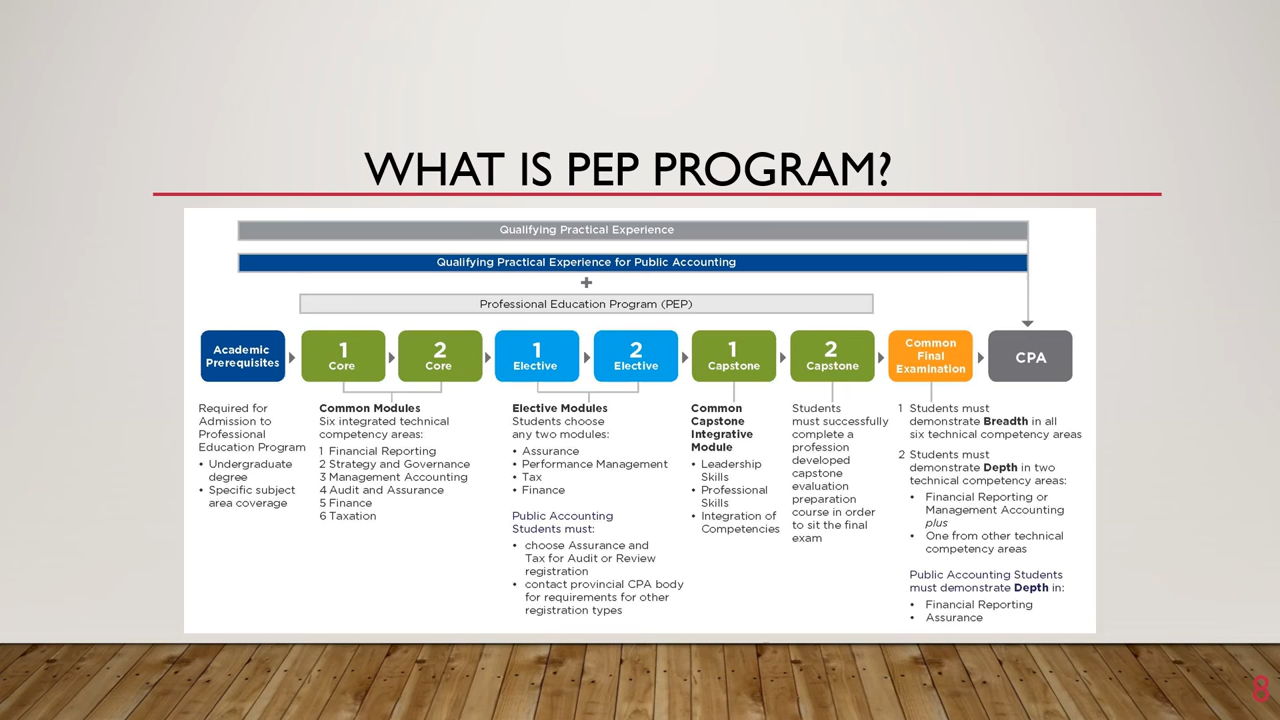 WHAT IS PEP PROGRAM?
Qualifying Practical Experience
Qualifying Practical Experience for Public Accounting
+
Professional Education Program (PEP)
Academic
Prerequisites
1
Core
2
Core
1
Elective
2
Elective
1
Capstone
2
Capstone
Common
Final
Examination
CPA
Required for
Admission to
Professional
Education Program
• Undergraduate
degree
• Specific subject
area coverage
Common Modules
Six integrated technical
competency areas:
1 Financial Reporting
2 Strategy and Governance
3 Management Accounting
4 Audit and Assurance
5 Finance
6 Taxation
Elective Modules
Students choose
any two modules:
• Assurance
• Performance Management
• Tax
• Finance
Public Accounting
Students must:
• choose Assurance and
Tax for Audit or Review
registration
• contact provincial CPA body
for requirements for other
registration types
Common
Capstone
Integrative
Module
• Leadership
Skills
• Professional
Skills
• Integration of
Competencies
Students
must successfully
complete a
profession
developed
capstone
evaluation
preparation
course in order
to sit the final
exam
1 Students must
demonstrate Breadth in all
six technical competency areas
2 Students must
demonstrate Depth in two
technical competency areas:
• Financial Reporting or
Management Accounting
plus
• One from other technical
competency areas
Public Accounting Students
must demonstrate Depth in:
• Financial Reporting
• Assurance
8